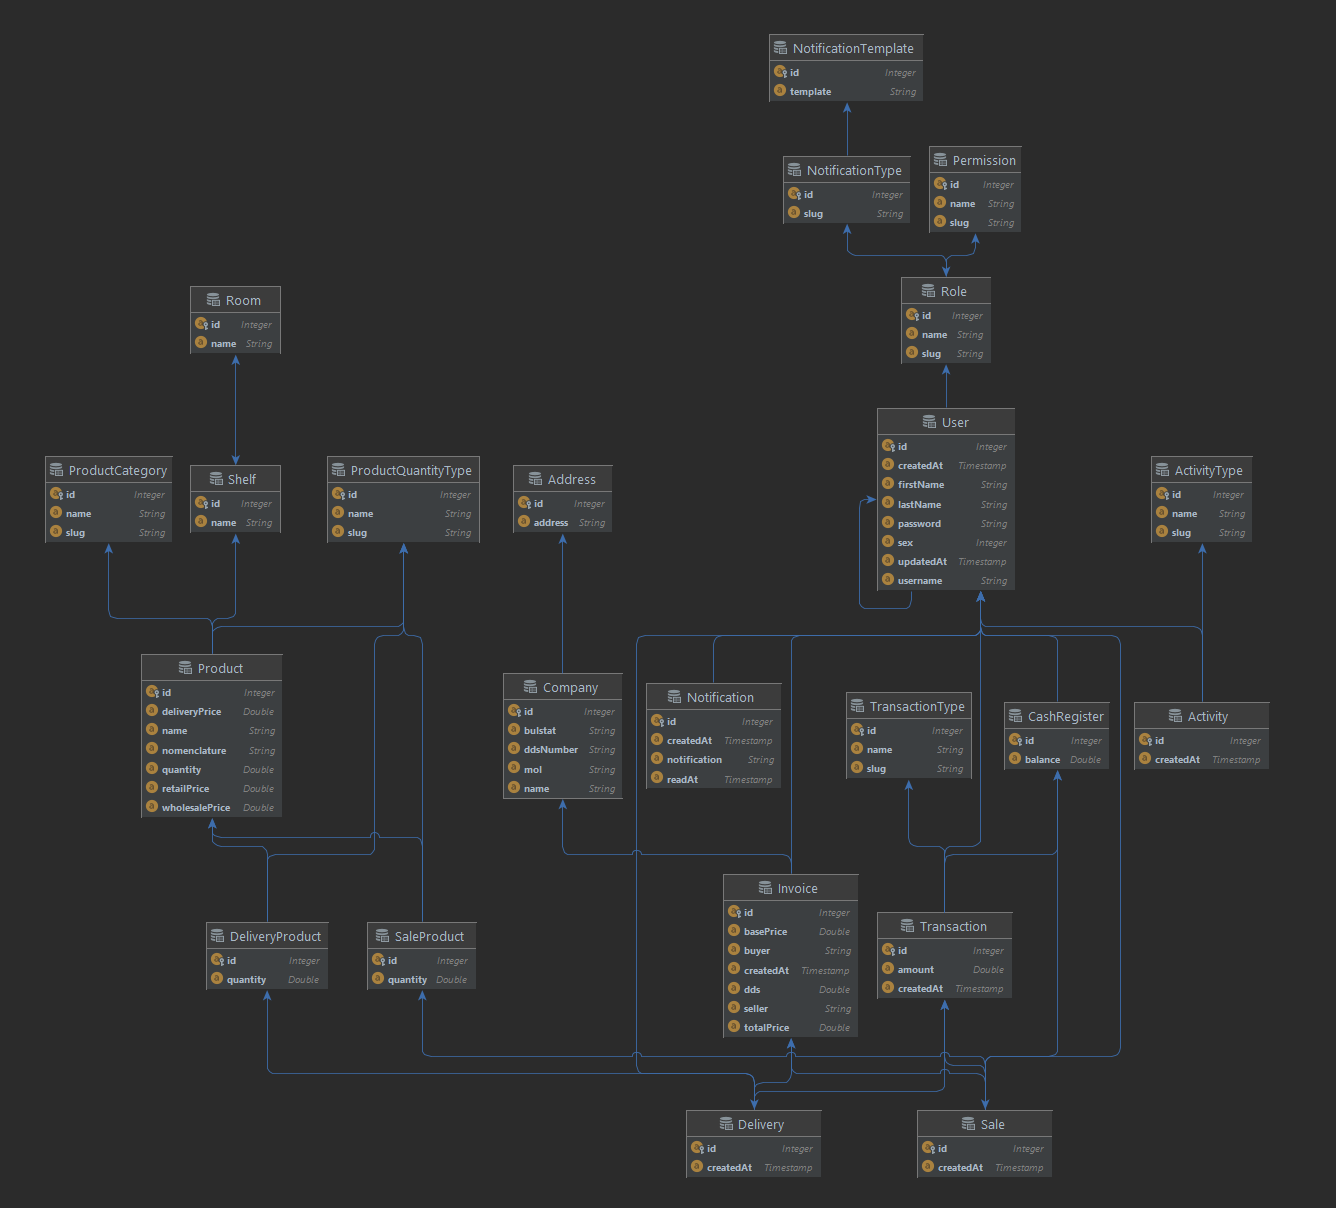 NotificationTemplate
id Integer
template String
NotificationType
id Integer
slug String
Permission
id Integer
name String
slug String
Role
id Integer
name String
slug String
Room
id Integer
name String
User
id Integer
createdAt Timestamp
firstName String
lastName String
password String
sex Integer
updatedAt Timestamp
username String
ProductCategory
id Integer
name String
slug String
Shelf
id Integer
name String
ProductQuantityType
id Integer
name String
slug String
Address
id Integer
address String
ActivityType
id Integer
name String
slug String
Product
id Integer
deliveryPrice Double
name String
nomenclature String
quantity Double
retailPrice Double
wholesalePrice Double
Company
id Integer
bulstat String
ddsNumber String
mol String
name String
Notification
id Integer
createdAt Timestamp
notification String
readAt Timestamp
TransactionType
id Integer
name String
slug String
CashRegister
id Integer
balance Double
Activity
id Integer
createdAt Timestamp
DeliveryProduct
id Integer
quantity Double
SaleProduct
id Integer
quantity Double
Invoice
id Integer
basePrice Double
buyer String
createdAt Timestamp
dds Double
seller String
totalPrice Double
Transaction
id Integer
amount Double
createdAt Timestamp
Delivery
id Integer
createdAt Timestamp
Sale
id Integer
createdAt Timestamp